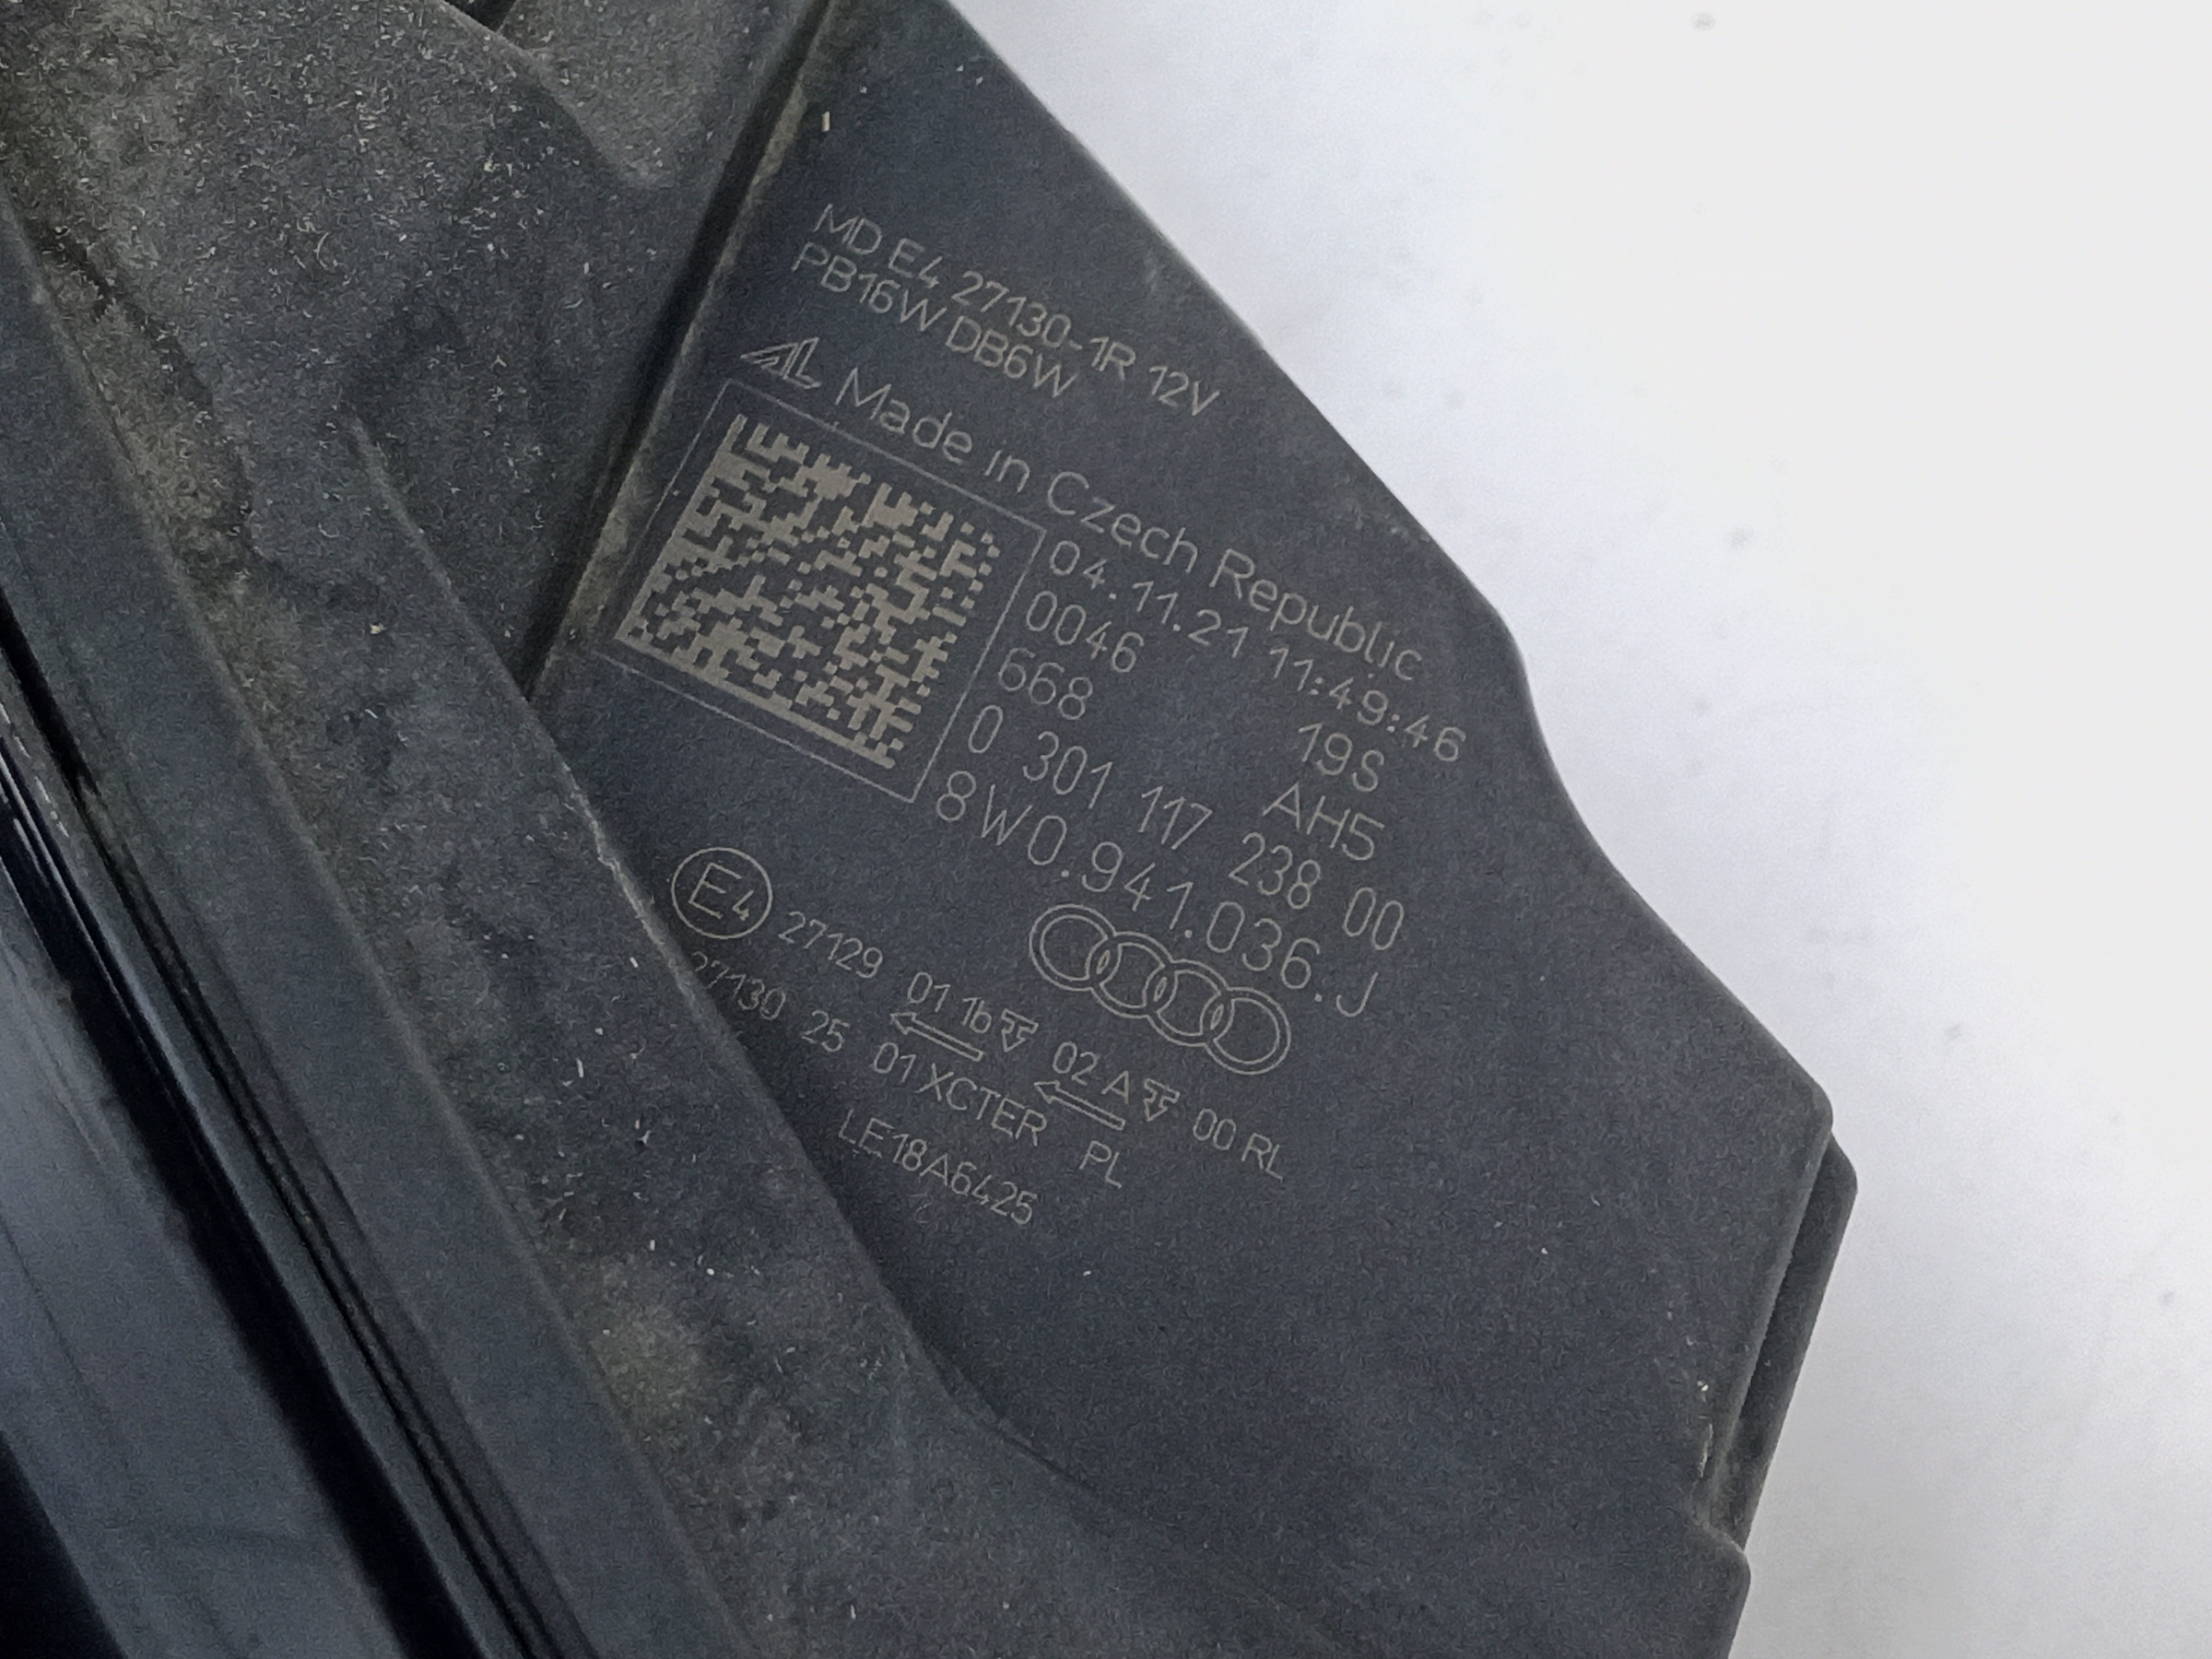 MD E4 27130-1R 12V
PB16W DB6W
AL Made in Czech Republic
04.11.21 11:49:46
0046 19S
668 AH5
0 301 117 238 00
8W0.941.036.J
E4 27129 01 1b 02 A 00 RL
27130 25 01 XCTER PL
LE18A6425